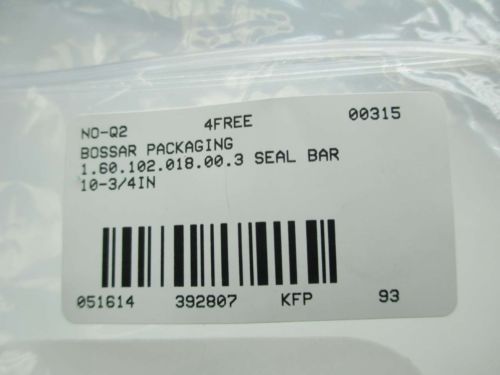 NO-Q2 4FREE 00315
BOSSAR PACKAGING
1.60.102.018.00.3 SEAL BAR
10-3/4IN
051614 392807 KFP 93